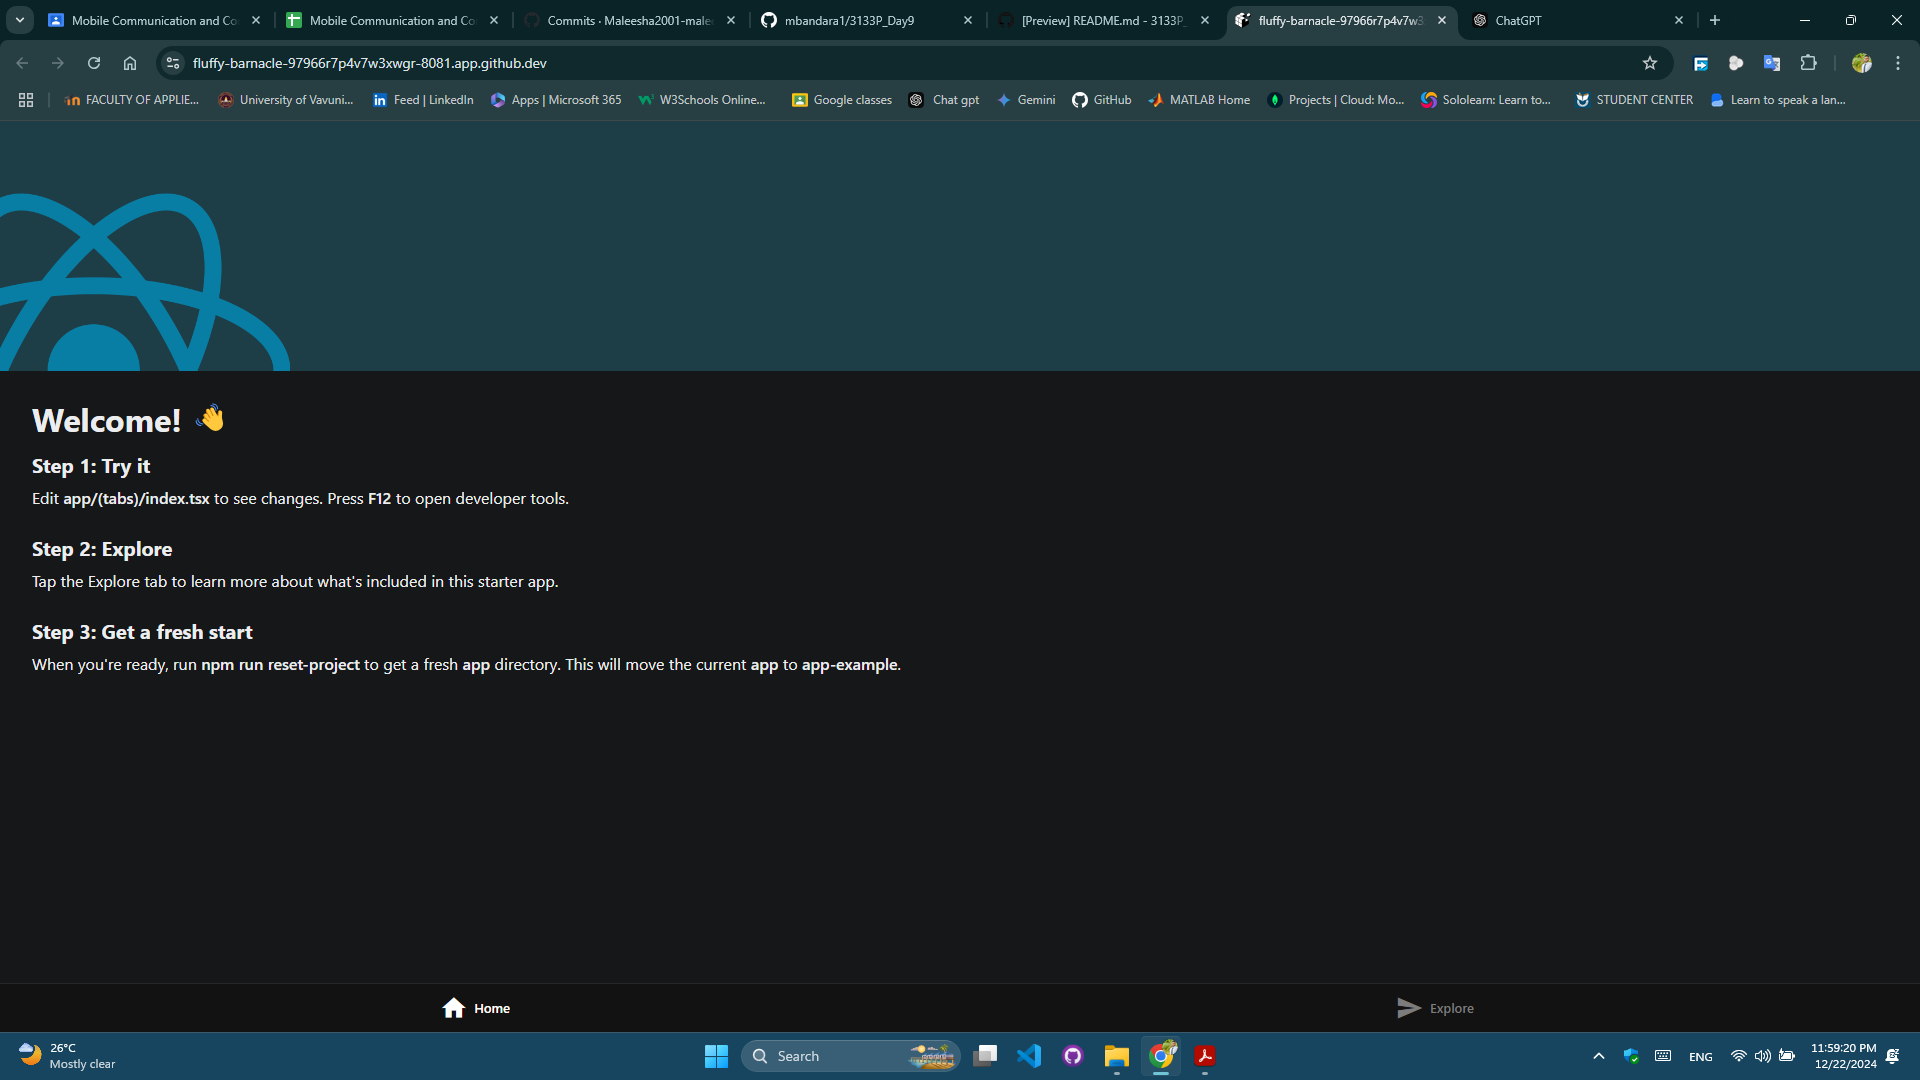 Mobile Communication and Co
Mobile Communication and Co
Commits · Maleesha2001-malee
mbandara1/3133P_Day9
[Preview] README.md - 3133P_
fluffy-barnacle-97966r7p4v7w3
ChatGPT
fluffy-barnacle-97966r7p4v7w3xwgr-8081.app.github.dev
FACULTY OF APPLIE...
University of Vavuni...
Feed | LinkedIn
Apps | Microsoft 365
W3Schools Online...
Google classes
Chat gpt
Gemini
GitHub
MATLAB Home
Projects | Cloud: Mo...
Sololearn: Learn to...
STUDENT CENTER
Learn to speak a lan...
Welcome! 👋
Step 1: Try it
Edit app/(tabs)/index.tsx to see changes. Press F12 to open developer tools.
Step 2: Explore
Tap the Explore tab to learn more about what's included in this starter app.
Step 3: Get a fresh start
When you're ready, run npm run reset-project to get a fresh app directory. This will move the current app to app-example.
Home
Explore
26°C
Mostly clear
Search
ENG
11:59:20 PM
12/22/2024